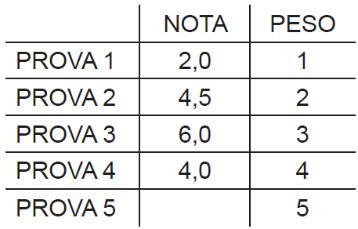 NOTA PESO
PROVA 1 2,0 1
PROVA 2 4,5 2
PROVA 3 6,0 3
PROVA 4 4,0 4
PROVA 5 5